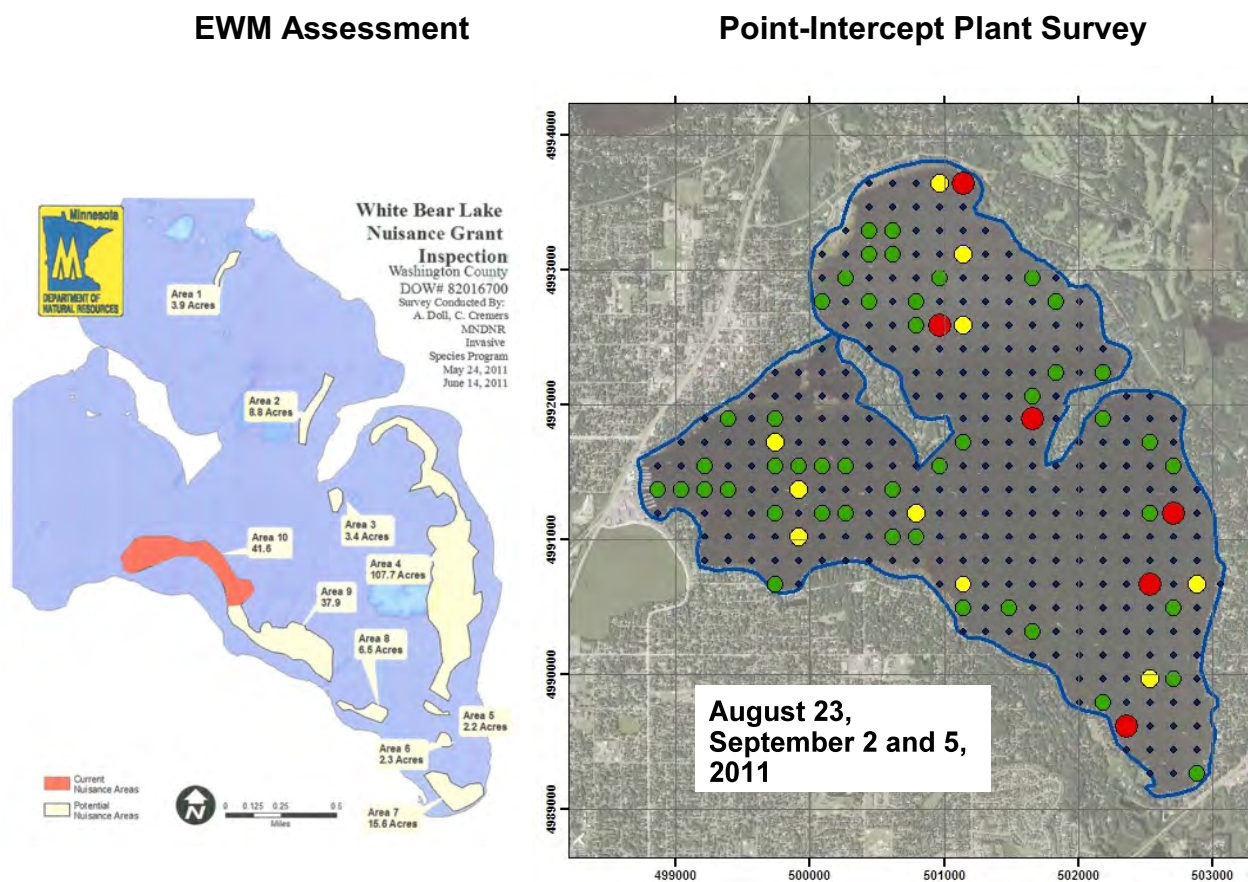 EWM Assessment
Point-Intercept Plant Survey
Minnesota
DEPARTMENT OF
NATURAL RESOURCES
White Bear Lake
Nuisance Grant
Inspection
Washington County
DOW# 82016700
Survey Conducted By:
A. Doll, C. Cremers
MNDNR
Invasive
Species Program
May 24, 2011
June 14, 2011
Area 1
3.9 Acres
Area 2
8.8 Acres
Area 3
3.4 Acres
Area 10
41.6
Area 4
107.7 Acres
Area 9
37.9
Area 8
6.5 Acres
Area 5
2.2 Acres
Area 6
2.3 Acres
Area 7
15.6 Acres
Current
Nuisance Areas
Potential
Nuisance Areas
N
0 0.125 0.25 0.5
Miles
4994000
4993000
4992000
4991000
4990000
4989000
August 23,
September 2 and 5,
2011
499000 500000 501000 502000 503000